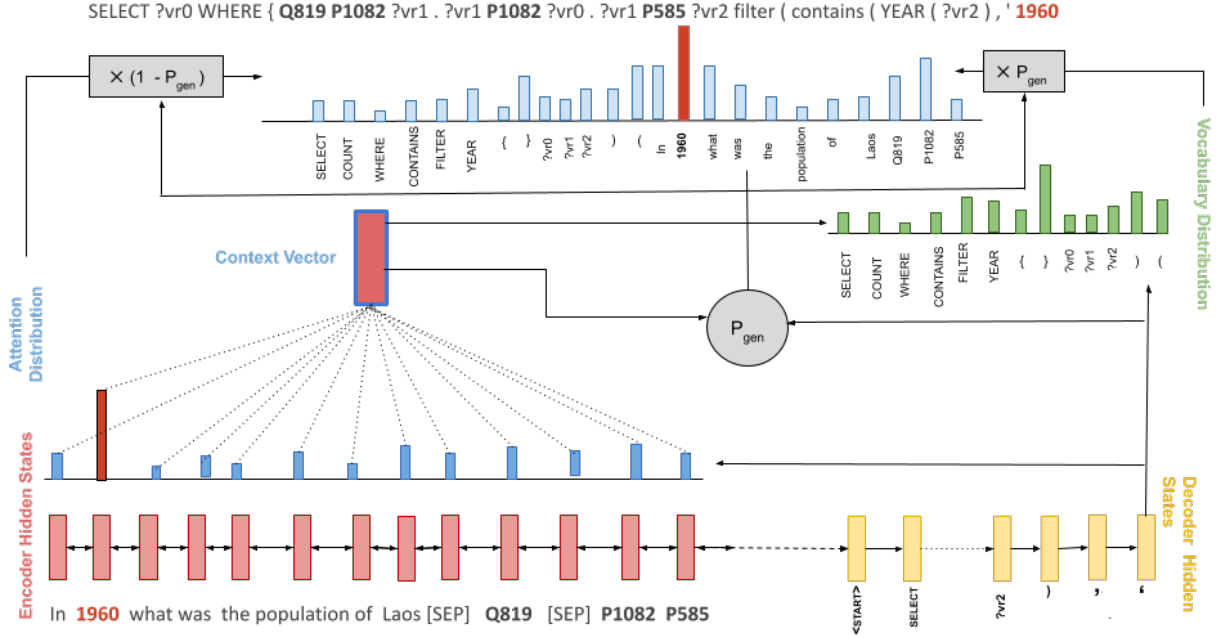 SELECT ?vr0 WHERE { Q819 P1082 ?vr1 . ?vr1 P1082 ?vr0 . ?vr1 P585 ?vr2 filter ( contains ( YEAR ( ?vr2 ) , ' 1960
× (1 - Pgen )
× Pgen
SELECT
COUNT
WHERE
CONTAINS
FILTER
YEAR
{
}
?vr0
?vr1
?vr2
)
(
In
1960
what
was
the
population
of
Laos
Q819
P1082
P585
Vocabulary Distribution
Context Vector
SELECT
COUNT
WHERE
CONTAINS
FILTER
YEAR
{
}
?vr0
?vr1
?vr2
)
(
Attention
Distribution
Pgen
Encoder Hidden States
Decoder Hidden
States
In 1960 what was the population of Laos [SEP] Q819 [SEP] P1082 P585
<START>
SELECT
?vr2
)
,
‘